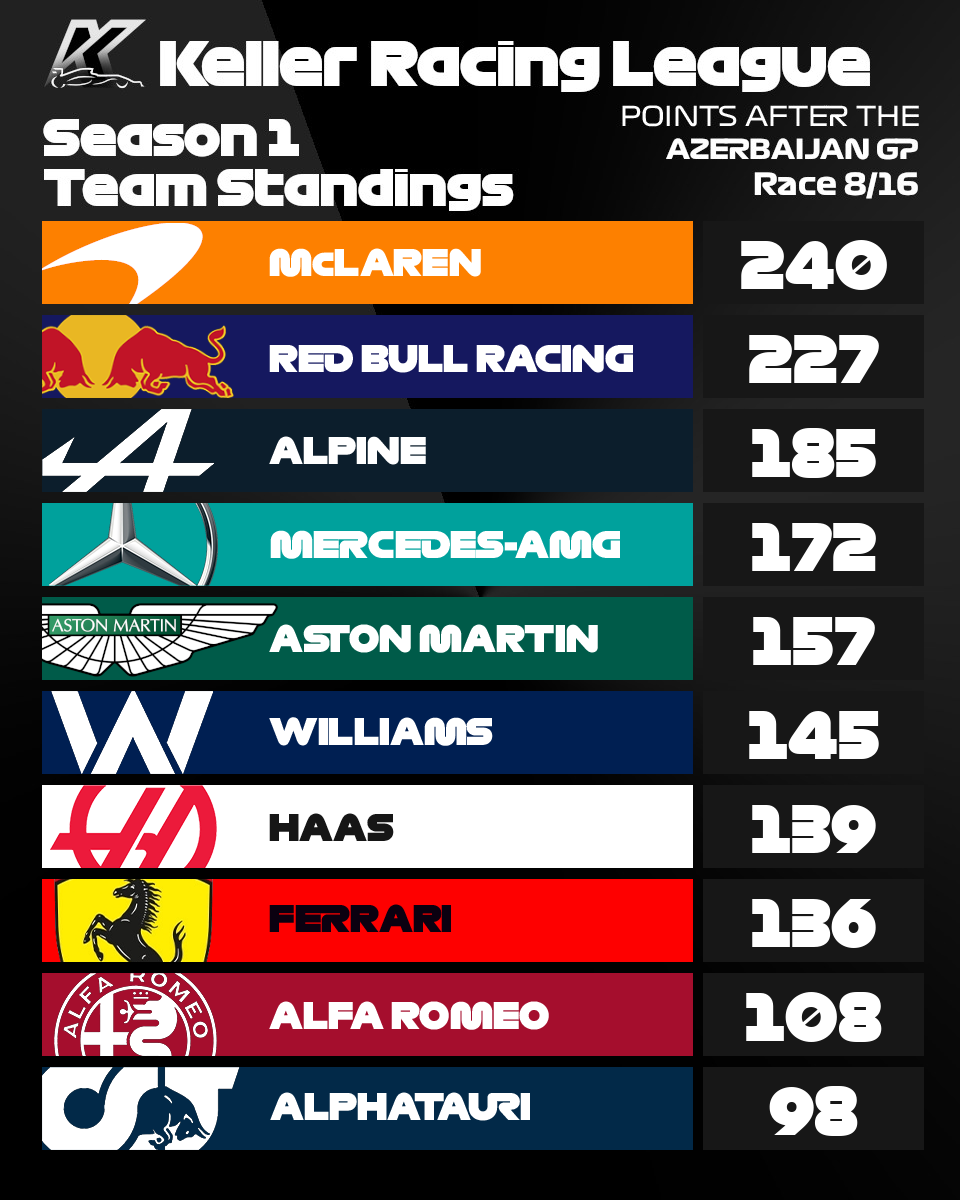 Keller Racing League
Season 1
Team Standings
POINTS AFTER THE
AZERBAIJAN GP
Race 8/16
McLAREN 240
RED BULL RACING 227
ALPINE 185
MERCEDES-AMG 172
ASTON MARTIN ASTON MARTIN 157
WILLIAMS 145
HAAS 139
FERRARI 136
ALFA ROMEO ALFA ROMEO 108
ALPHATAURI 98